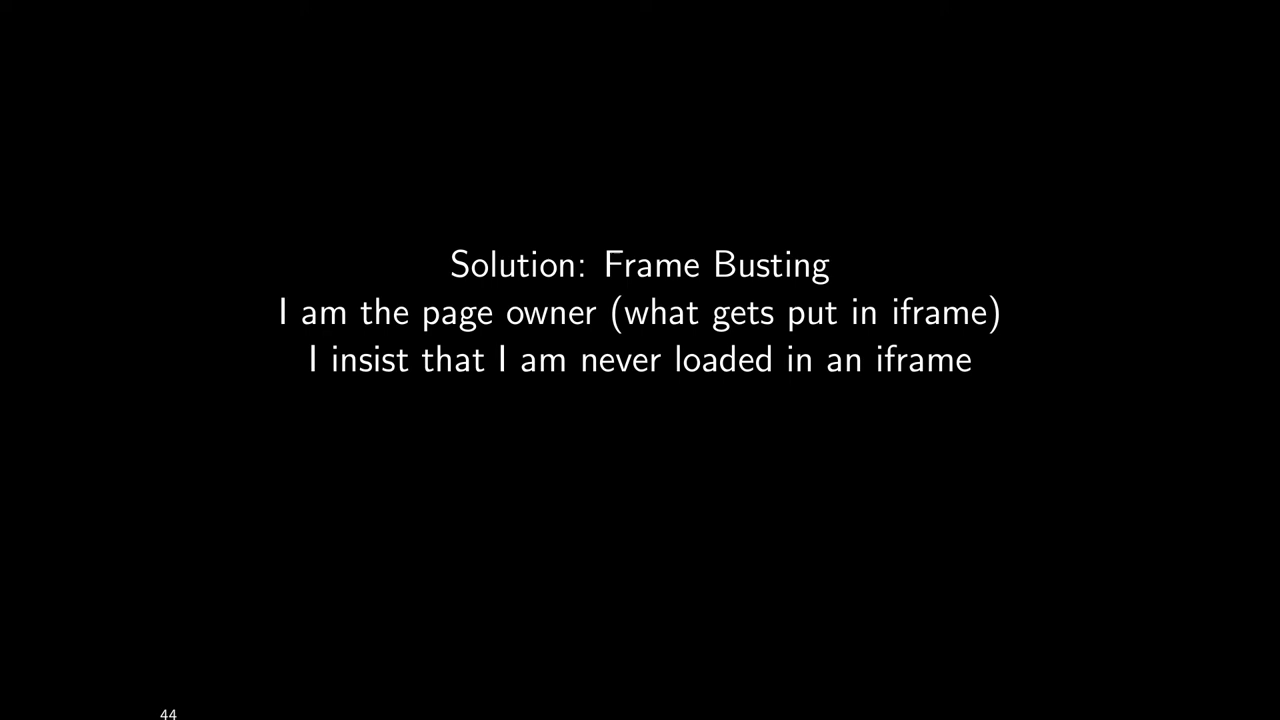 Solution: Frame Busting
I am the page owner (what gets put in iframe)
I insist that I am never loaded in an iframe
44